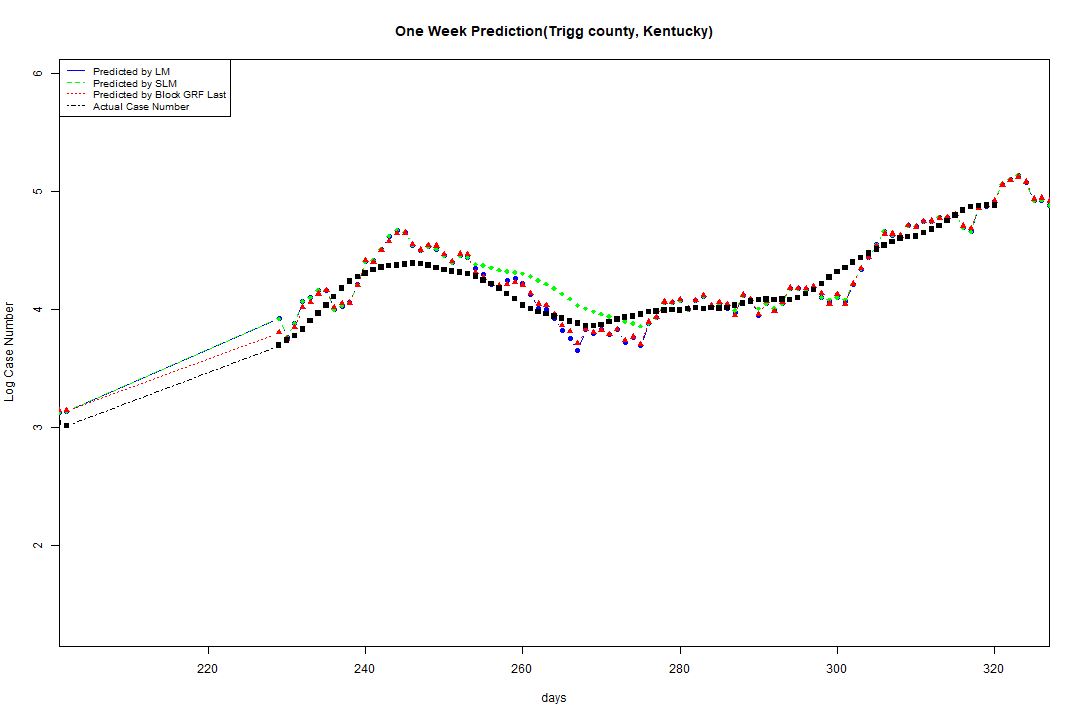 One Week Prediction(Trigg county, Kentucky)
Predicted by LM
Predicted by SLM
Predicted by Block GRF Last
Actual Case Number
6
5
4
3
2
Log Case Number
220
240
260
280
300
320
days